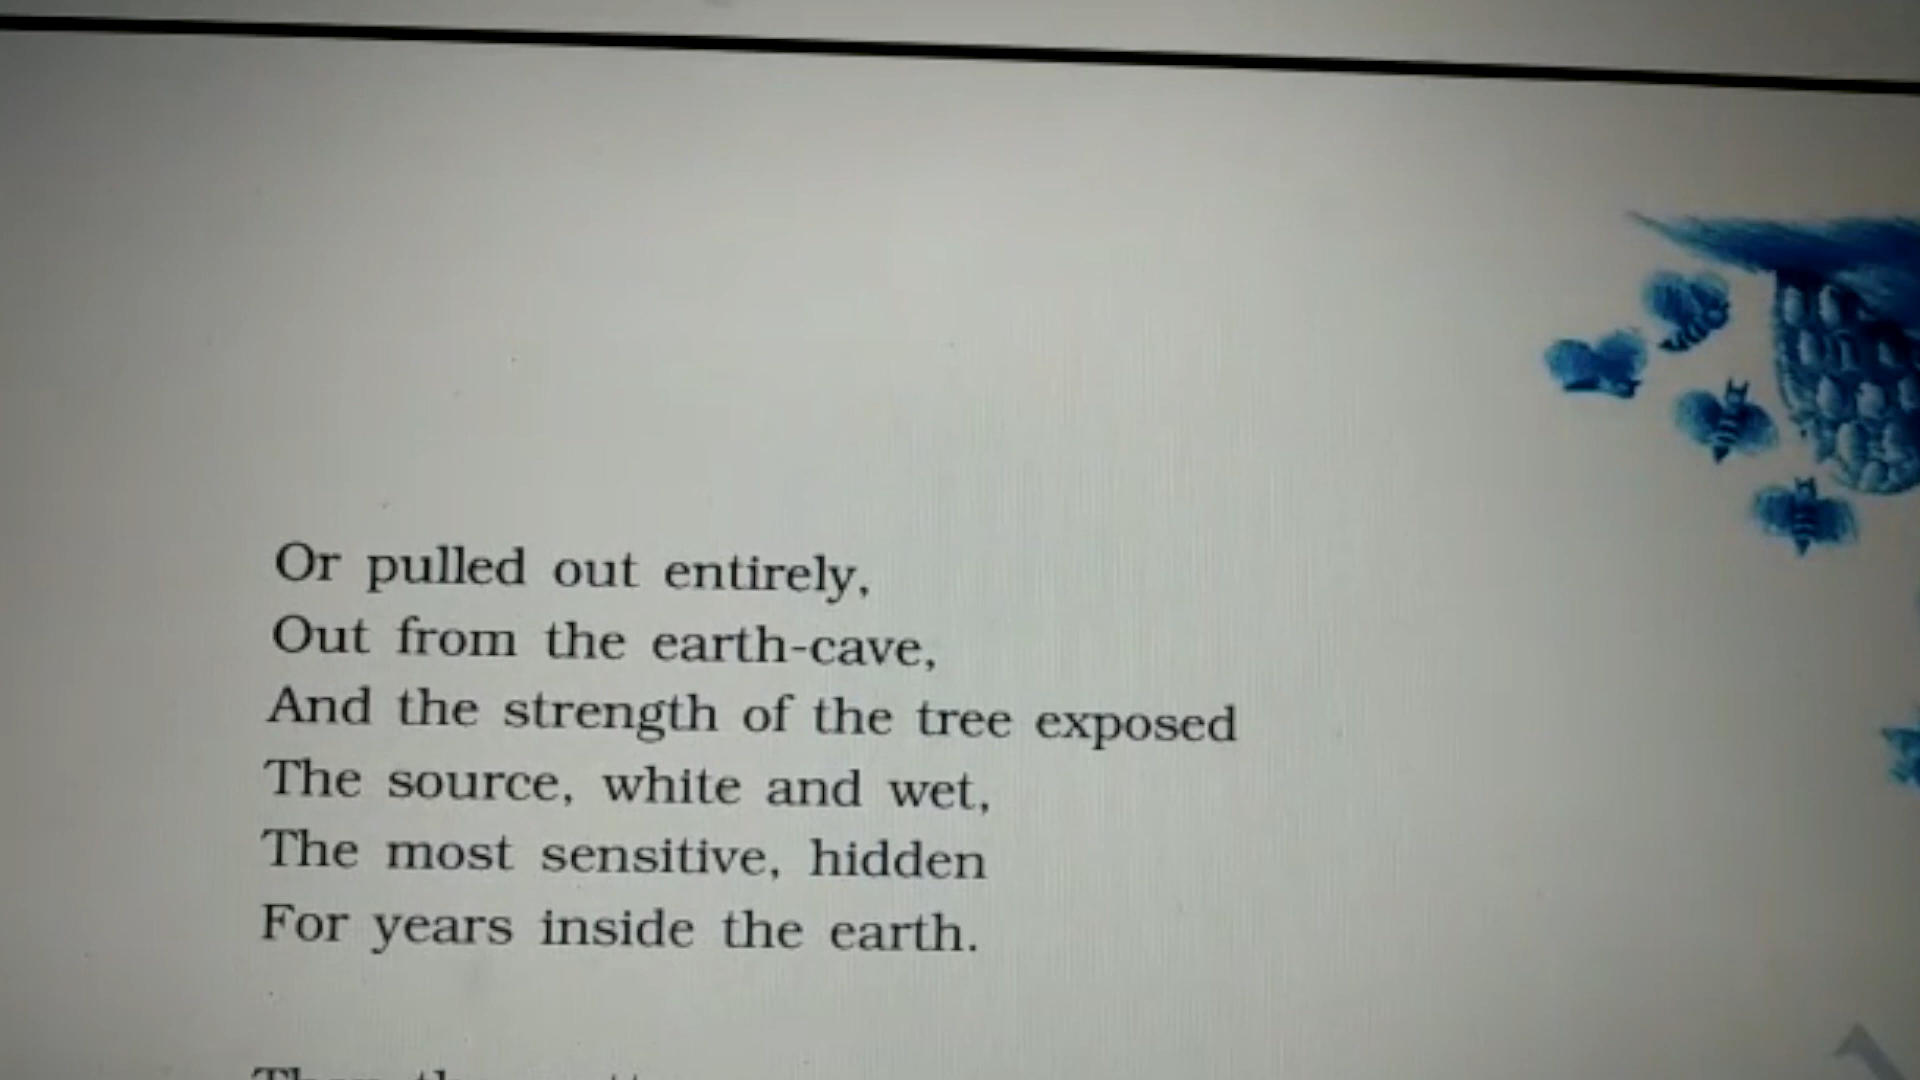 Or pulled out entirely,
Out from the earth-cave,
And the strength of the tree exposed
The source, white and wet,
The most sensitive, hidden
For years inside the earth.